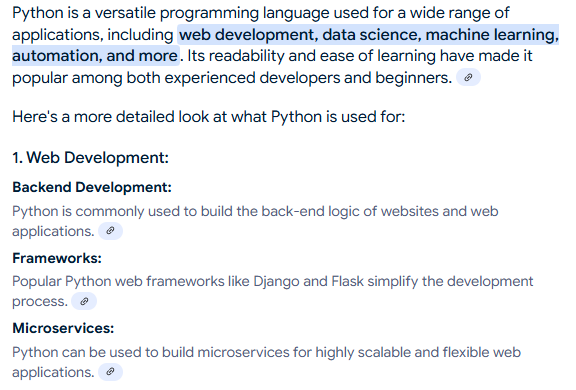 Python is a versatile programming language used for a wide range of
applications, including web development, data science, machine learning,
automation, and more. Its readability and ease of learning have made it
popular among both experienced developers and beginners.
Here's a more detailed look at what Python is used for:
1. Web Development:
Backend Development:
Python is commonly used to build the back-end logic of websites and web
applications.
Frameworks:
Popular Python web frameworks like Django and Flask simplify the development
process.
Microservices:
Python can be used to build microservices for highly scalable and flexible web
applications.